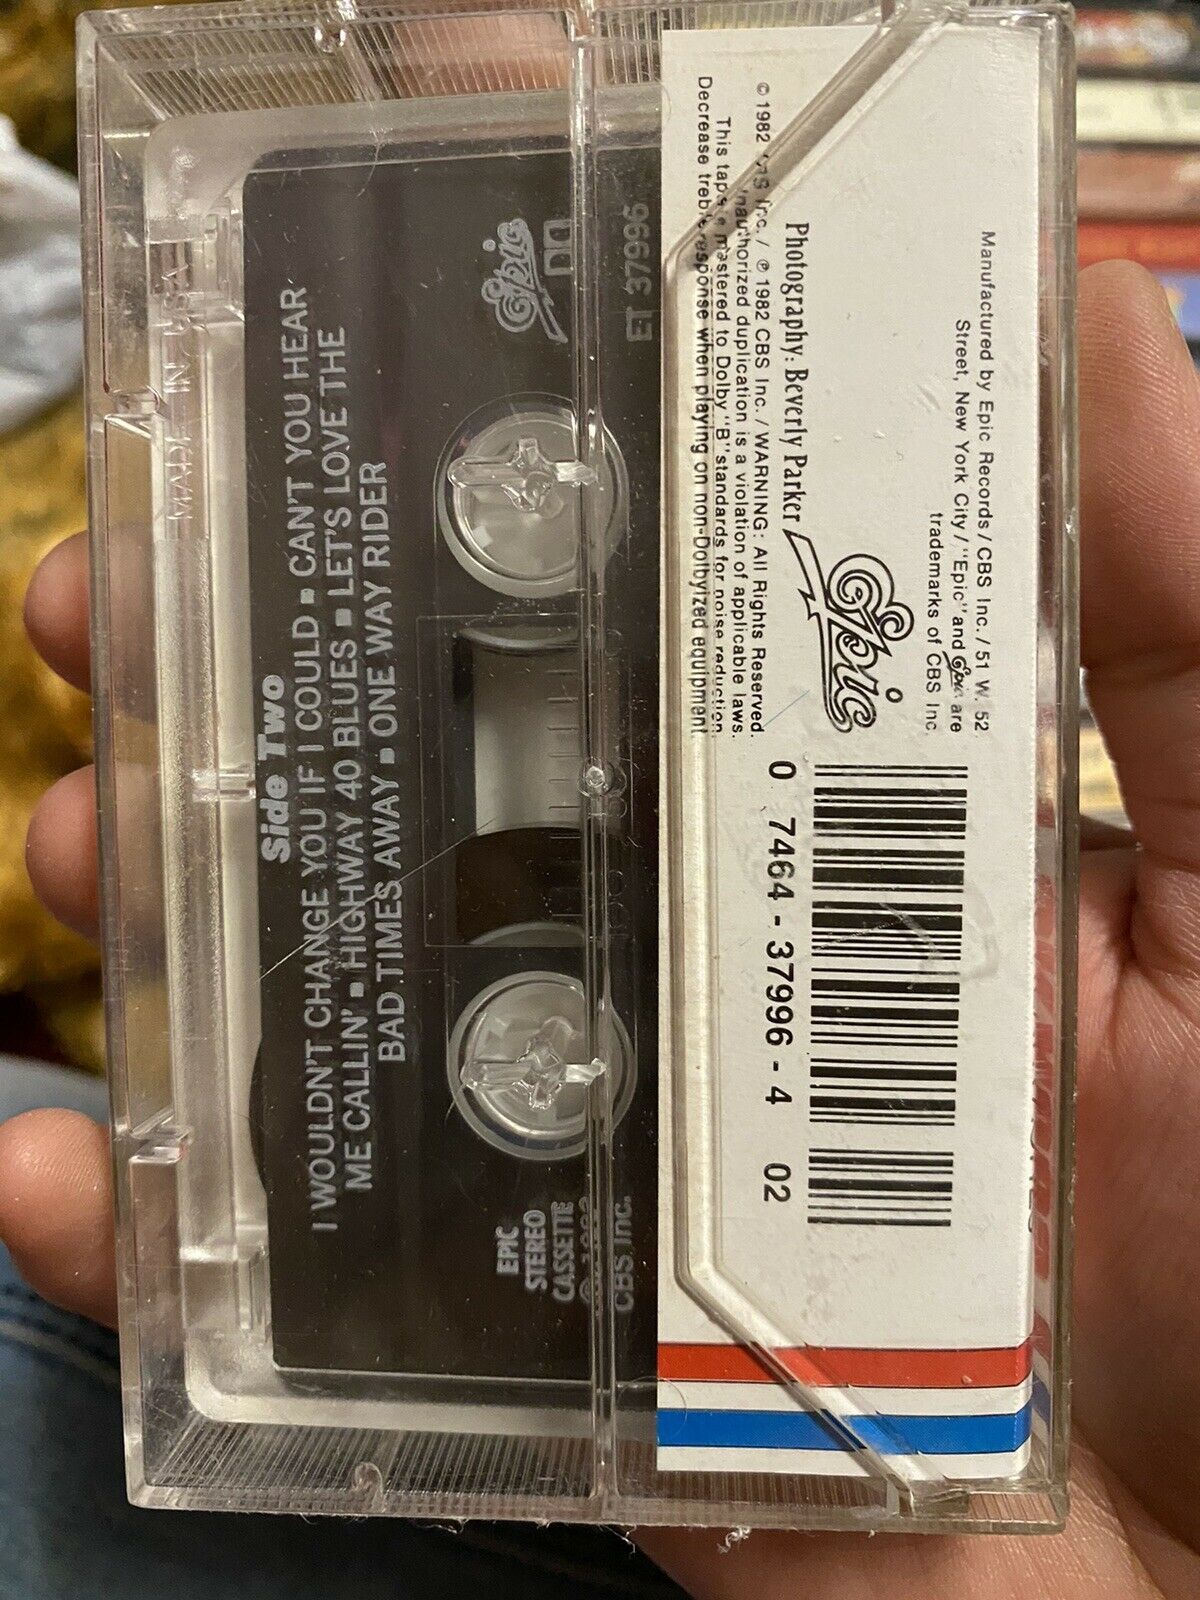 Manufactured by Epic Records / CBS Inc. / 51 W. 52
Street, New York City / "Epic" and Epic are
trademarks of CBS Inc.
Epic
Photography: Beverly Parker
© 1982 Inc. / ℗ 1982 CBS Inc. / WARNING: All Rights Reserved.
Unauthorized duplication is a violation of applicable laws.
This tape is mastered to Dolby "B" standards for noise reduction.
Decrease treble response when playing on non-Dolbyized equipment
0 7464 - 37996 - 4 02
MADE IN USA
Side Two
I WOULDN'T CHANGE YOU IF I COULD ▪ CAN'T YOU HEAR
ME CALLIN' ▪ HIGHWAY 40 BLUES ▪ LET'S LOVE THE
BAD TIMES AWAY ▪ ONE WAY RIDER
Epic
ET 37996
EPIC
STEREO
CASSETTE
℗ 1982
CBS Inc.
100